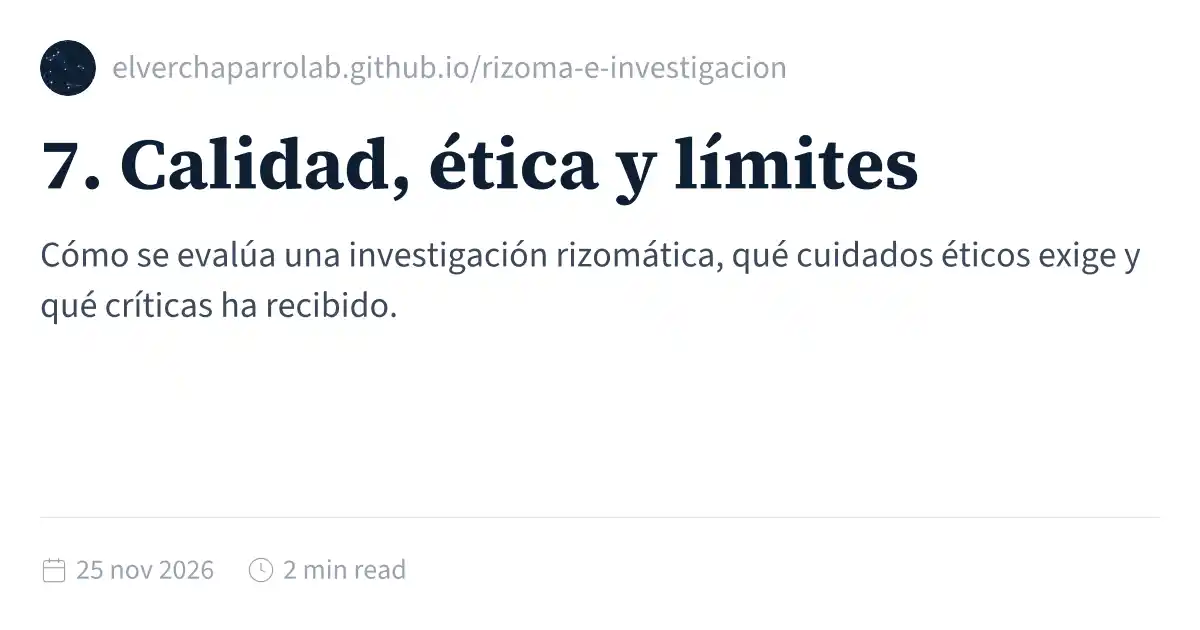 elverchaparrolab.github.io/rizoma-e-investigacion
7. Calidad, ética y límites
Cómo se evalúa una investigación rizomática, qué cuidados éticos exige y
qué críticas ha recibido.
25 nov 2026 2 min read